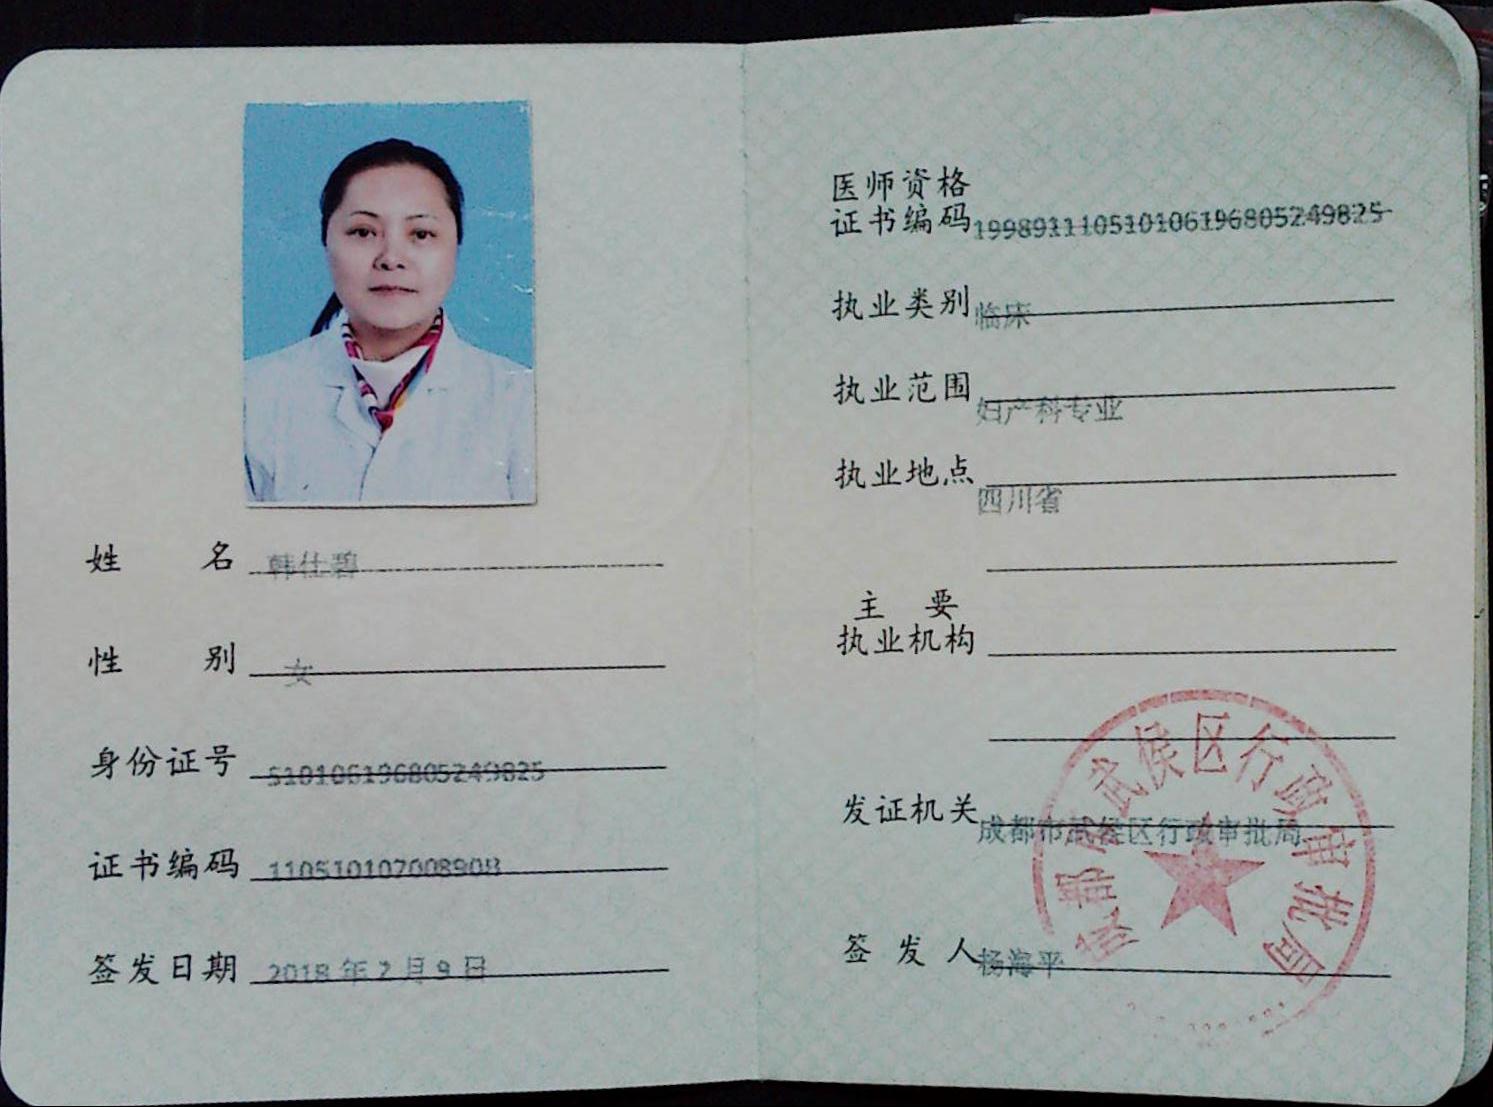 姓 名 韩仕碧
性 别 女
身份证号 510106196805249825
证书编码 110510107008908
签发日期 2018 年 2 月 9 日
医师资格
证书编码 199891110510106196805249825
执业类别 临床
执业范围 妇产科专业
执业地点 四川省
主 要
执业机构
发证机关 成都市武侯区行政审批局
签 发 人 杨海平
成都市武侯区行政审批局